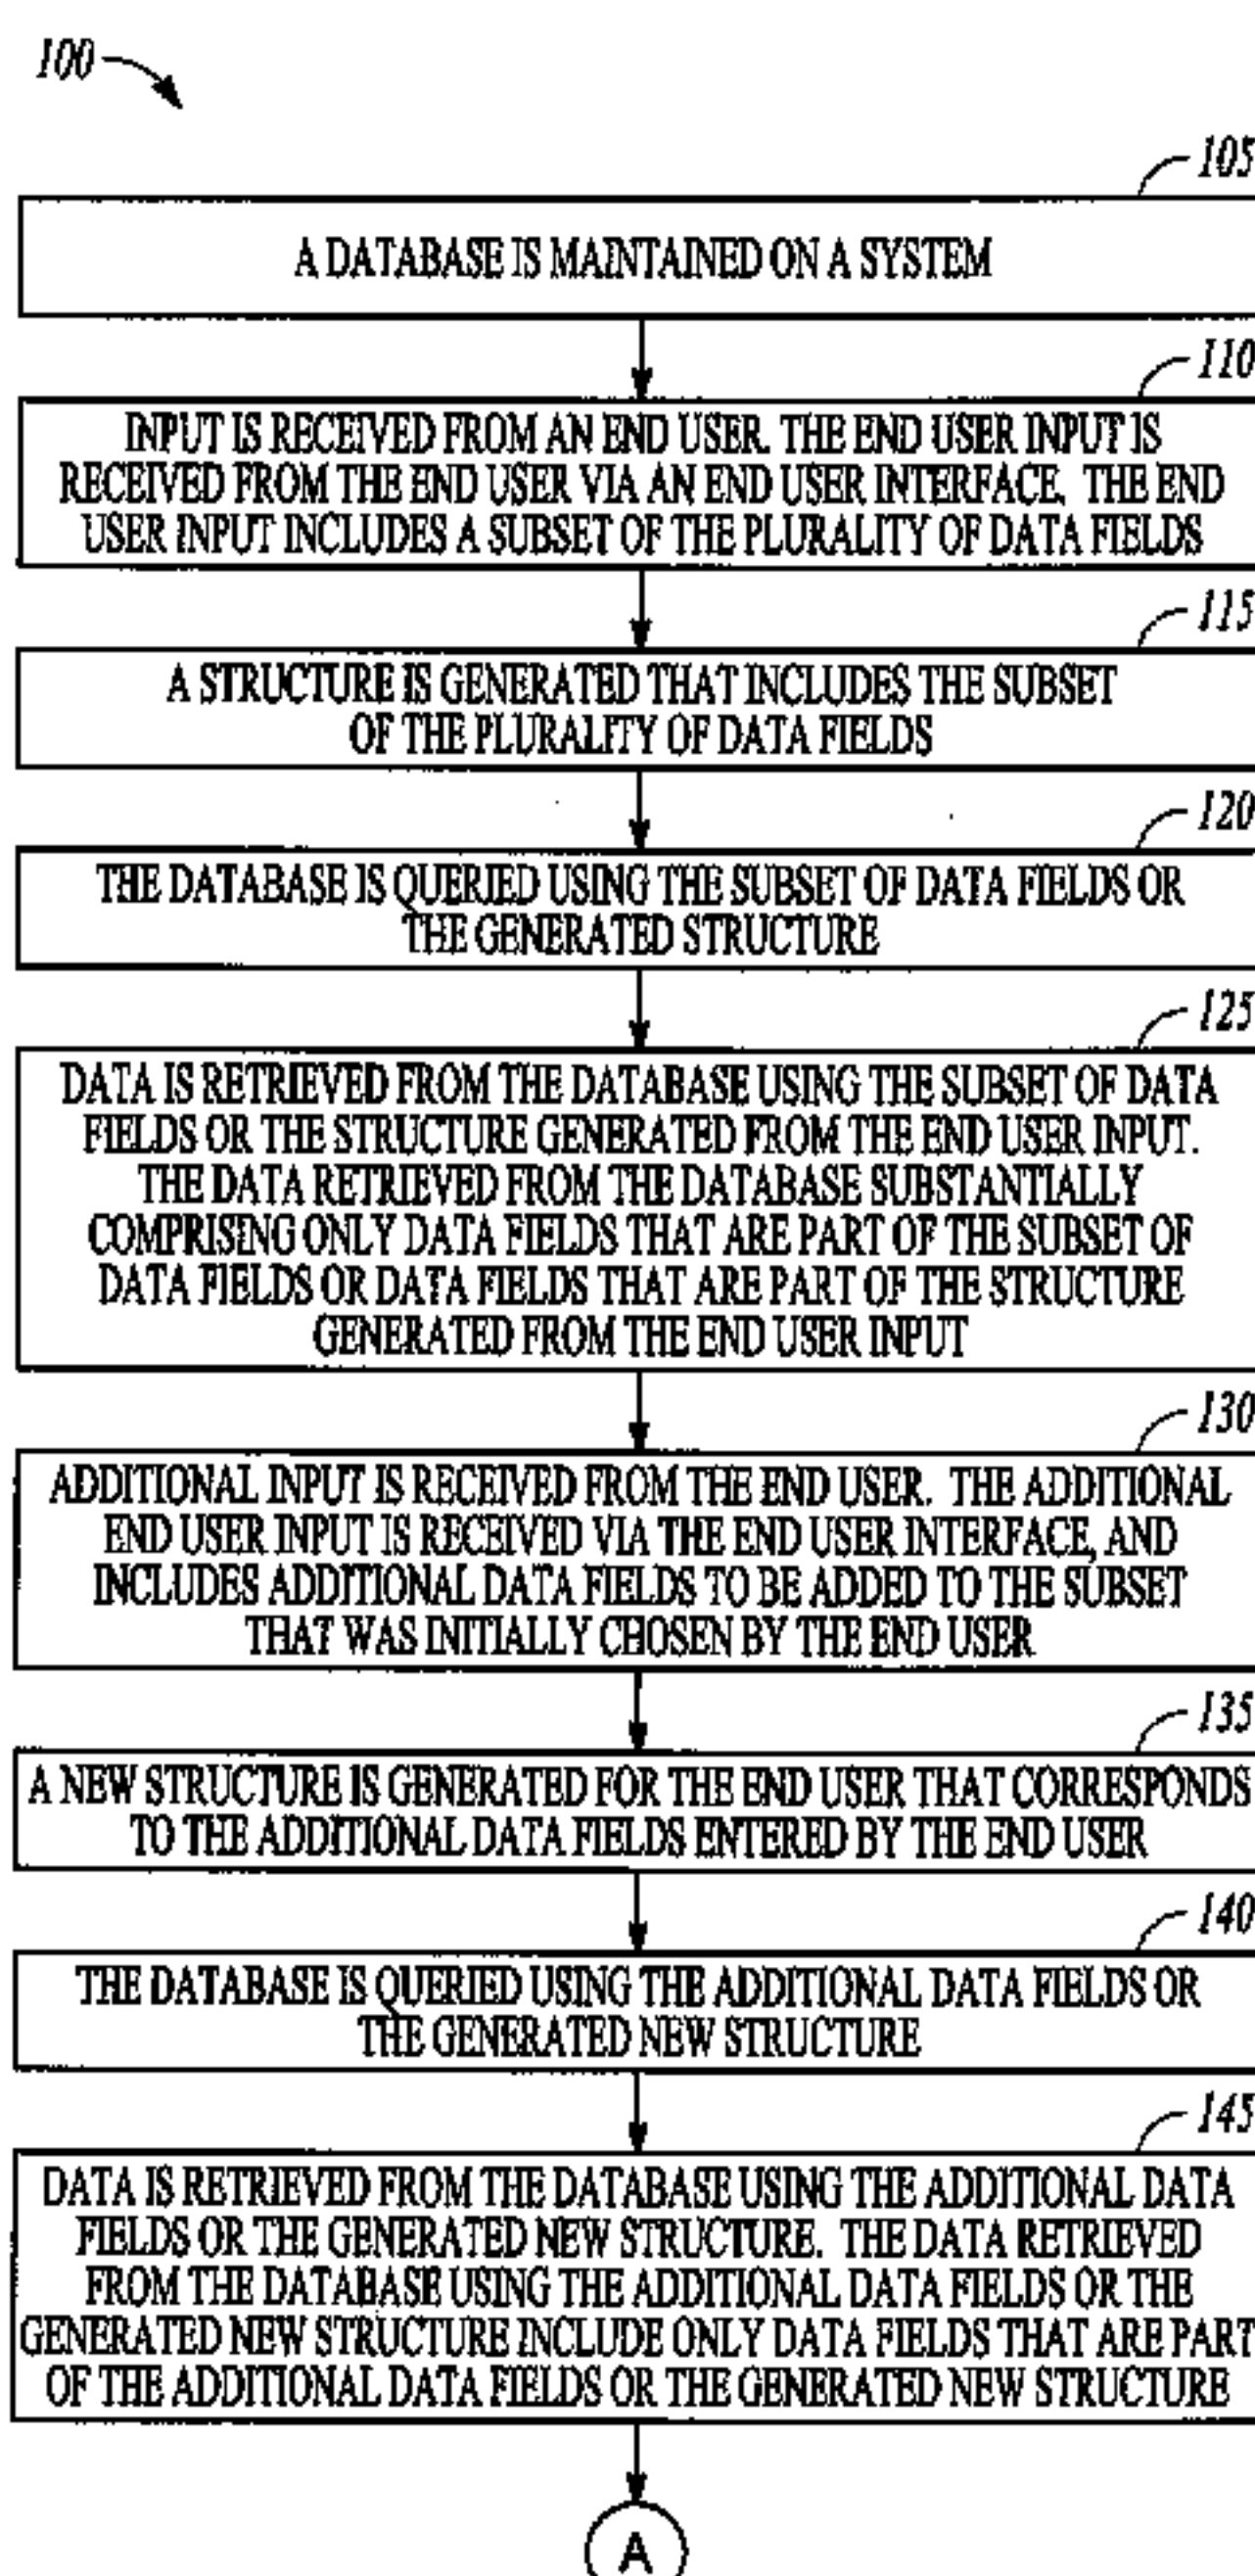 100
105
A DATABASE IS MAINTAINED ON A SYSTEM
110
INPUT IS RECEIVED FROM AN END USER. THE END USER INPUT IS
RECEIVED FROM THE END USER VIA AN END USER INTERFACE. THE END
USER INPUT INCLUDES A SUBSET OF THE PLURALITY OF DATA FIELDS
115
A STRUCTURE IS GENERATED THAT INCLUDES THE SUBSET
OF THE PLURALITY OF DATA FIELDS
120
THE DATABASE IS QUERIED USING THE SUBSET OF DATA FIELDS OR
THE GENERATED STRUCTURE
125
DATA IS RETRIEVED FROM THE DATABASE USING THE SUBSET OF DATA
FIELDS OR THE STRUCTURE GENERATED FROM THE END USER INPUT.
THE DATA RETRIEVED FROM THE DATABASE SUBSTANTIALLY
COMPRISING ONLY DATA FIELDS THAT ARE PART OF THE SUBSET OF
DATA FIELDS OR DATA FIELDS THAT ARE PART OF THE STRUCTURE
GENERATED FROM THE END USER INPUT
130
ADDITIONAL INPUT IS RECEIVED FROM THE END USER. THE ADDITIONAL
END USER INPUT IS RECEIVED VIA THE END USER INTERFACE, AND
INCLUDES ADDITIONAL DATA FIELDS TO BE ADDED TO THE SUBSET
THAT WAS INITIALLY CHOSEN BY THE END USER
135
A NEW STRUCTURE IS GENERATED FOR THE END USER THAT CORRESPONDS
TO THE ADDITIONAL DATA FIELDS ENTERED BY THE END USER
140
THE DATABASE IS QUERIED USING THE ADDITIONAL DATA FIELDS OR
THE GENERATED NEW STRUCTURE
145
DATA IS RETRIEVED FROM THE DATABASE USING THE ADDITIONAL DATA
FIELDS OR THE GENERATED NEW STRUCTURE. THE DATA RETRIEVED
FROM THE DATABASE USING THE ADDITIONAL DATA FIELDS OR THE
GENERATED NEW STRUCTURE INCLUDE ONLY DATA FIELDS THAT ARE PART
OF THE ADDITIONAL DATA FIELDS OR THE GENERATED NEW STRUCTURE
A